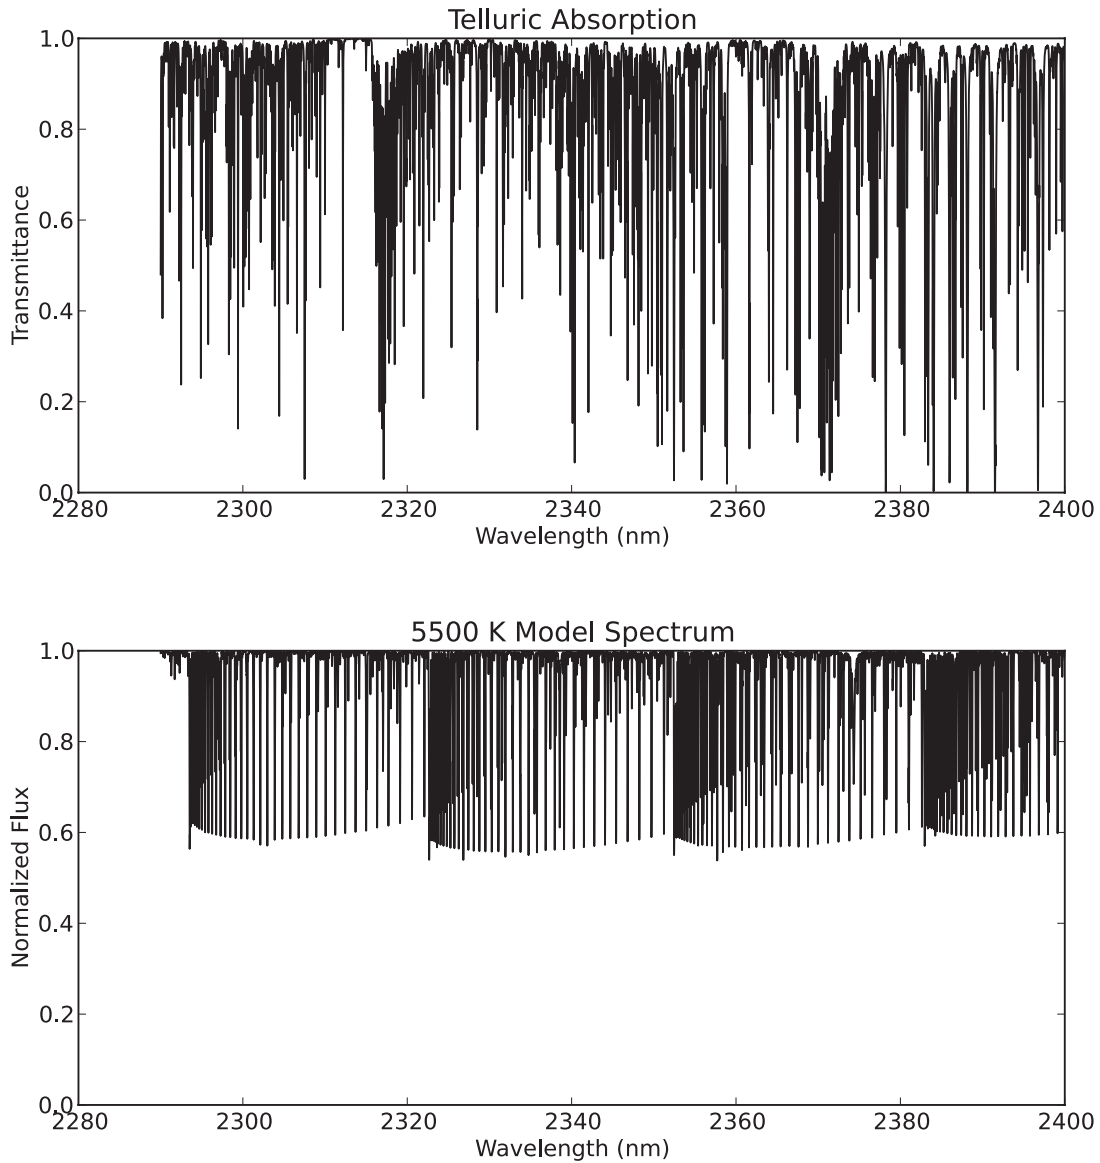 Telluric Absorption
1.0
0.8
0.6
0.4
0.2
0.0
Transmittance
2280 2300 2320 2340 2360 2380 2400
Wavelength (nm)
5500 K Model Spectrum
1.0
0.8
0.6
0.4
0.2
0.0
Normalized Flux
2280 2300 2320 2340 2360 2380 2400
Wavelength (nm)